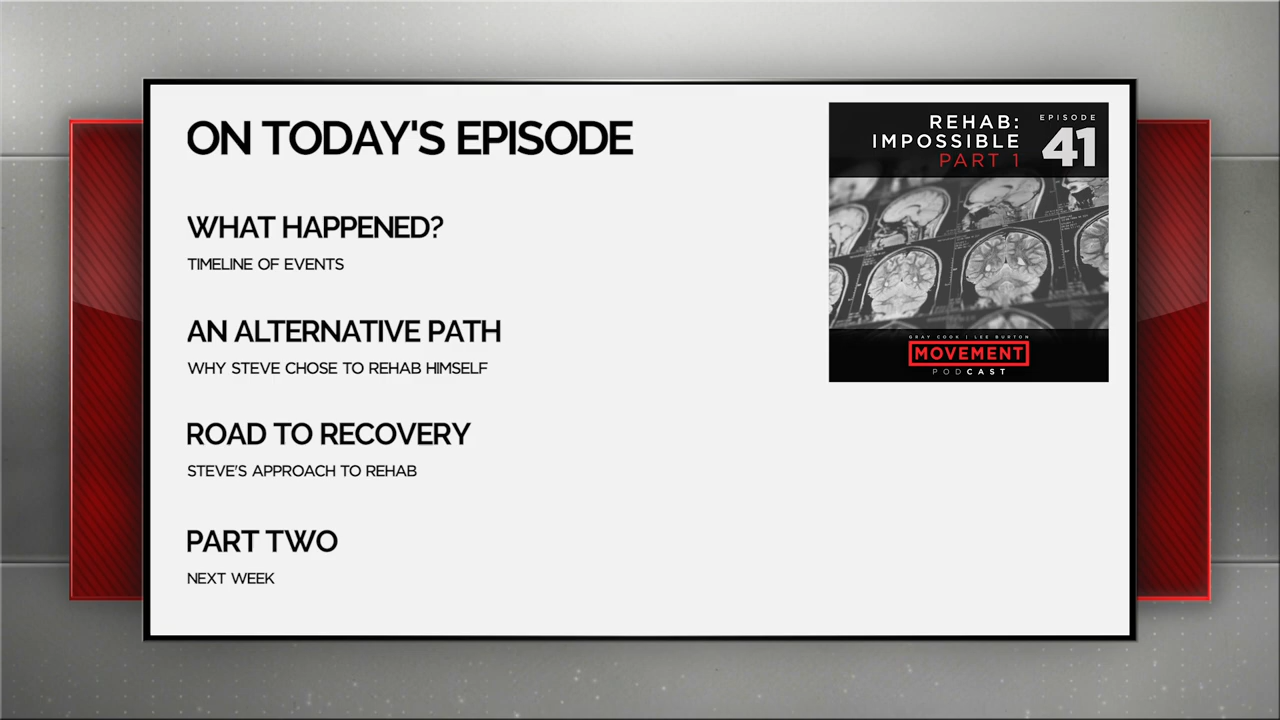 ON TODAY'S EPISODE
WHAT HAPPENED?
TIMELINE OF EVENTS
AN ALTERNATIVE PATH
WHY STEVE CHOSE TO REHAB HIMSELF
ROAD TO RECOVERY
STEVE'S APPROACH TO REHAB
PART TWO
NEXT WEEK
REHAB:
IMPOSSIBLE
PART 1
EPISODE
41
GRAY COOK | LEE BURTON
MOVEMENT
PODCAST